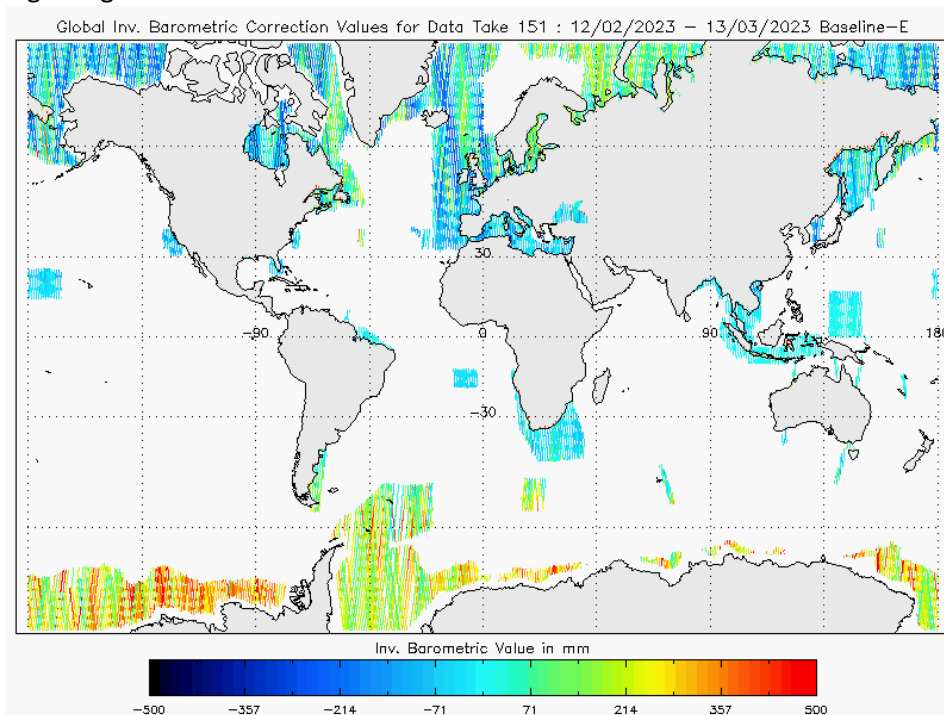 Global Inv. Barometric Correction Values for Data Take 151 : 12/02/2023 – 13/03/2023 Baseline–E
30
–90 0 90 180
–30
Inv. Barometric Value in mm
–500 –357 –214 –71 71 214 357 500